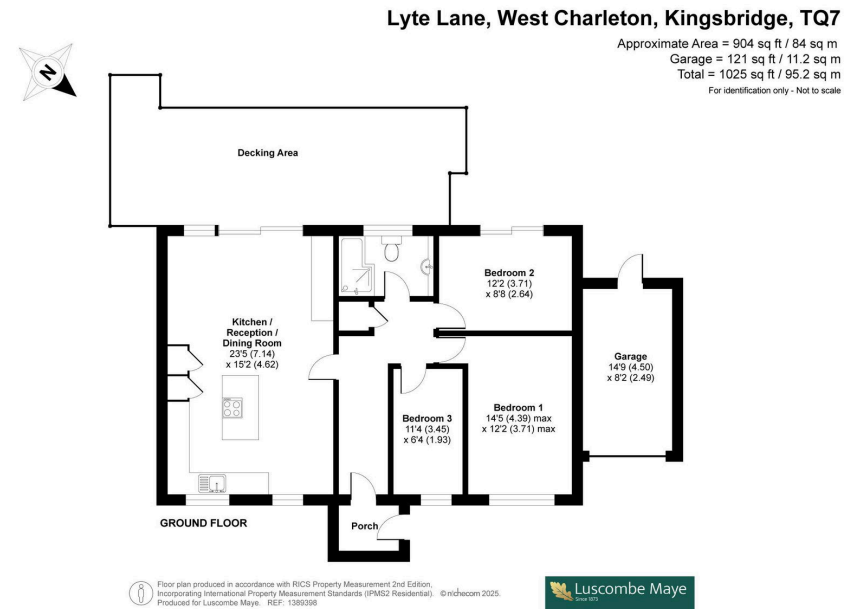 Lyte Lane, West Charleton, Kingsbridge, TQ7
Approximate Area = 904 sq ft / 84 sq m
Garage = 121 sq ft / 11.2 sq m
Total = 1025 sq ft / 95.2 sq m
For identification only - Not to scale
N
Decking Area
Bedroom 2
12'2 (3.71)
x 8'8 (2.64)
Kitchen /
Reception /
Dining Room
23'5 (7.14)
x 15'2 (4.62)
Garage
14'9 (4.50)
x 8'2 (2.49)
Bedroom 1
14'5 (4.39) max
x 12'2 (3.71) max
Bedroom 3
11'4 (3.45)
x 6'4 (1.93)
Porch
GROUND FLOOR
Floor plan produced in accordance with RICS Property Measurement 2nd Edition,
Incorporating International Property Measurement Standards (IPMS2 Residential). ©nichecom 2025.
Produced for Luscombe Maye. REF: 1389398
Luscombe Maye
Since 1873